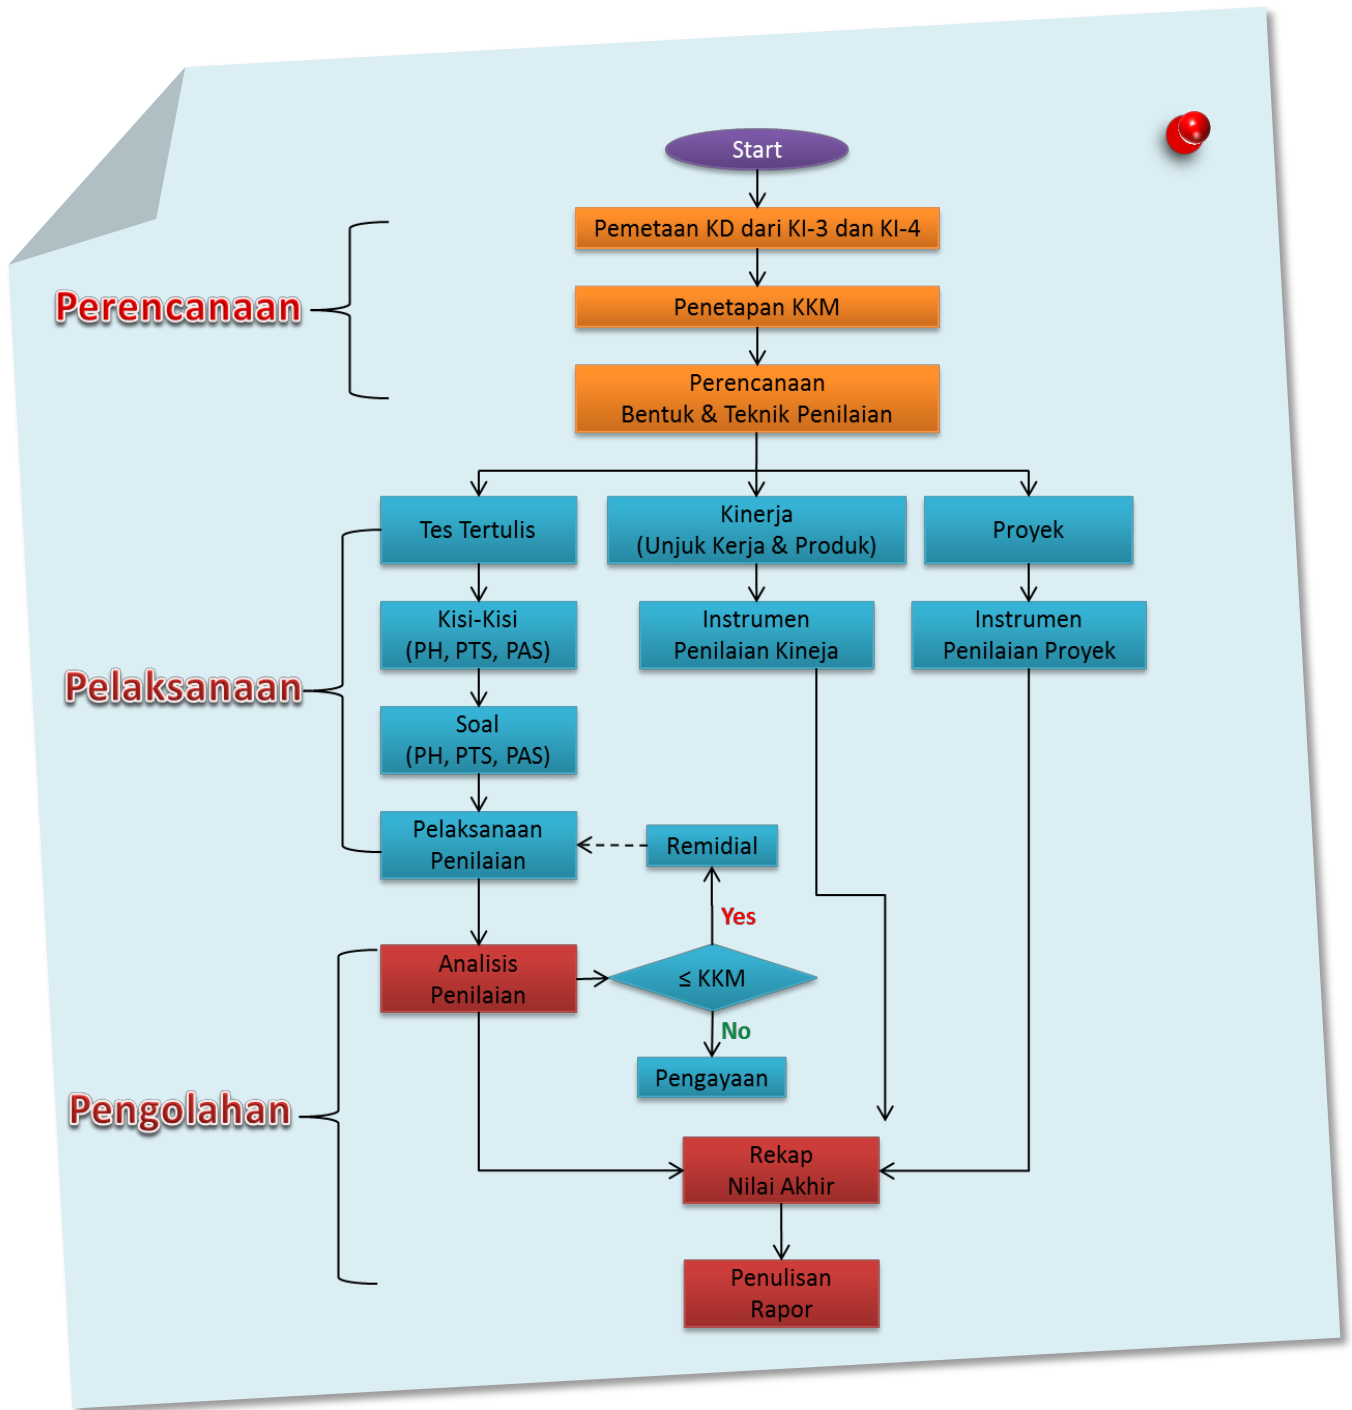 Start
Pemetaan KD dari KI-3 dan KI-4
Perencanaan
Penetapan KKM
Perencanaan
Bentuk & Teknik Penilaian
Tes Tertulis
Kinerja
(Unjuk Kerja & Produk)
Proyek
Kisi-Kisi
(PH, PTS, PAS)
Instrumen
Penilaian Kineja
Instrumen
Penilaian Proyek
Pelaksanaan
Soal
(PH, PTS, PAS)
Pelaksanaan
Penilaian
Remidial
Yes
Analisis
Penilaian
≤ KKM
No
Pengayaan
Pengolahan
Rekap
Nilai Akhir
Penulisan
Rapor